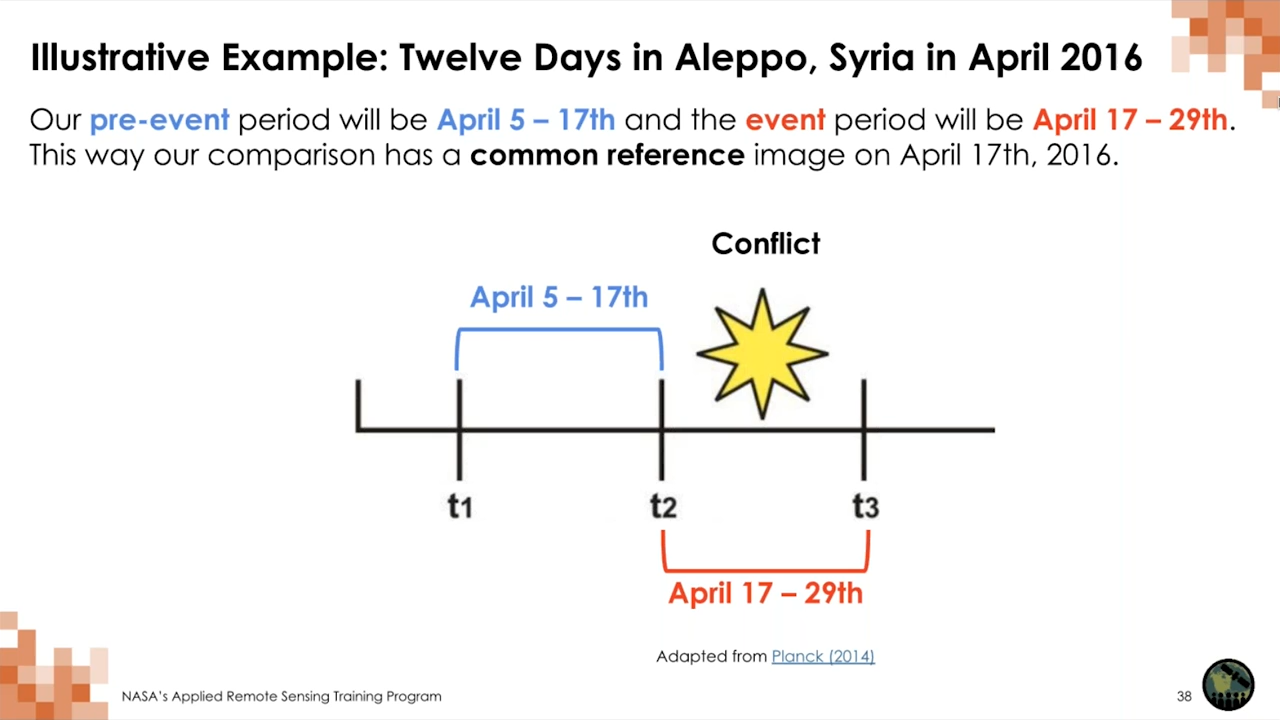 Illustrative Example: Twelve Days in Aleppo, Syria in April 2016
Our pre-event period will be April 5 – 17th and the event period will be April 17 – 29th.
This way our comparison has a common reference image on April 17th, 2016.
Conflict
April 5 – 17th
t1
t2
t3
April 17 – 29th
Adapted from Planck (2014)
NASA's Applied Remote Sensing Training Program
38